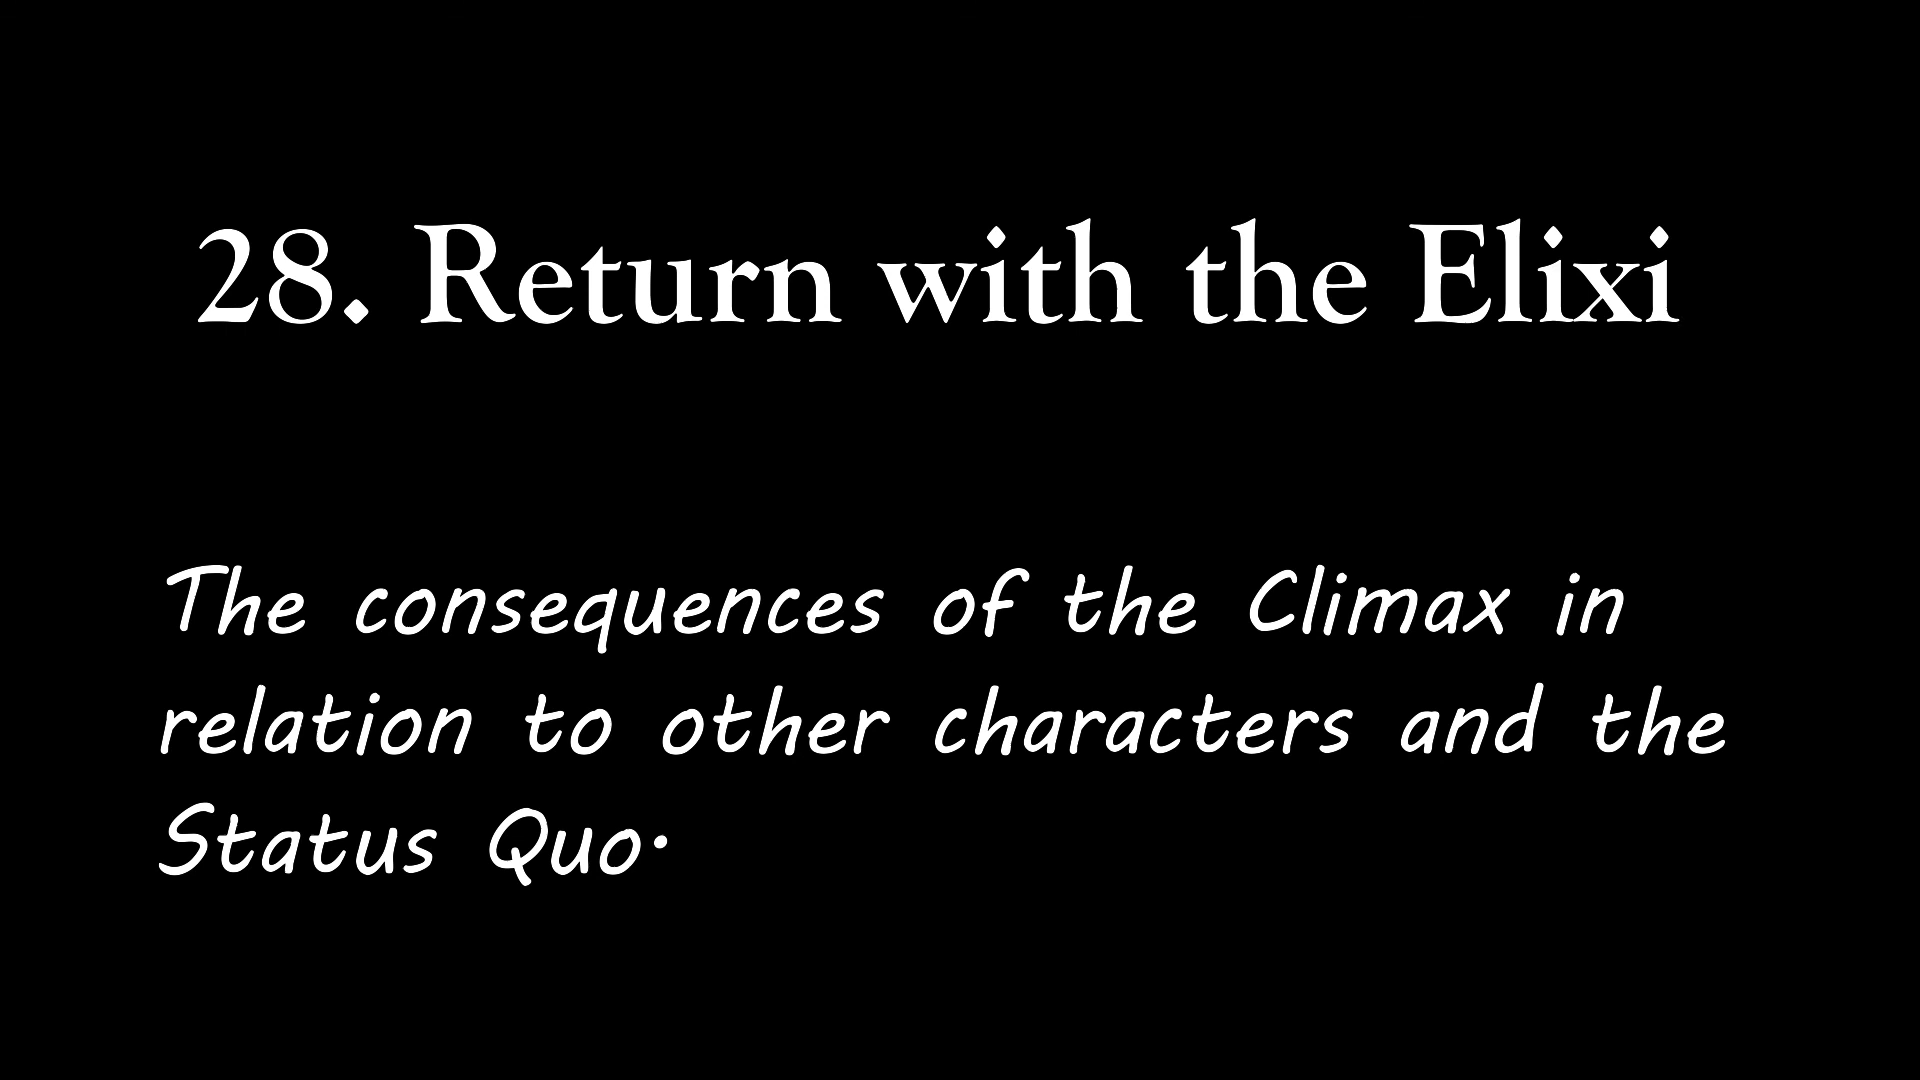 28. Return with the Elixi
The consequences of the Climax in
relation to other characters and the
Status Quo.